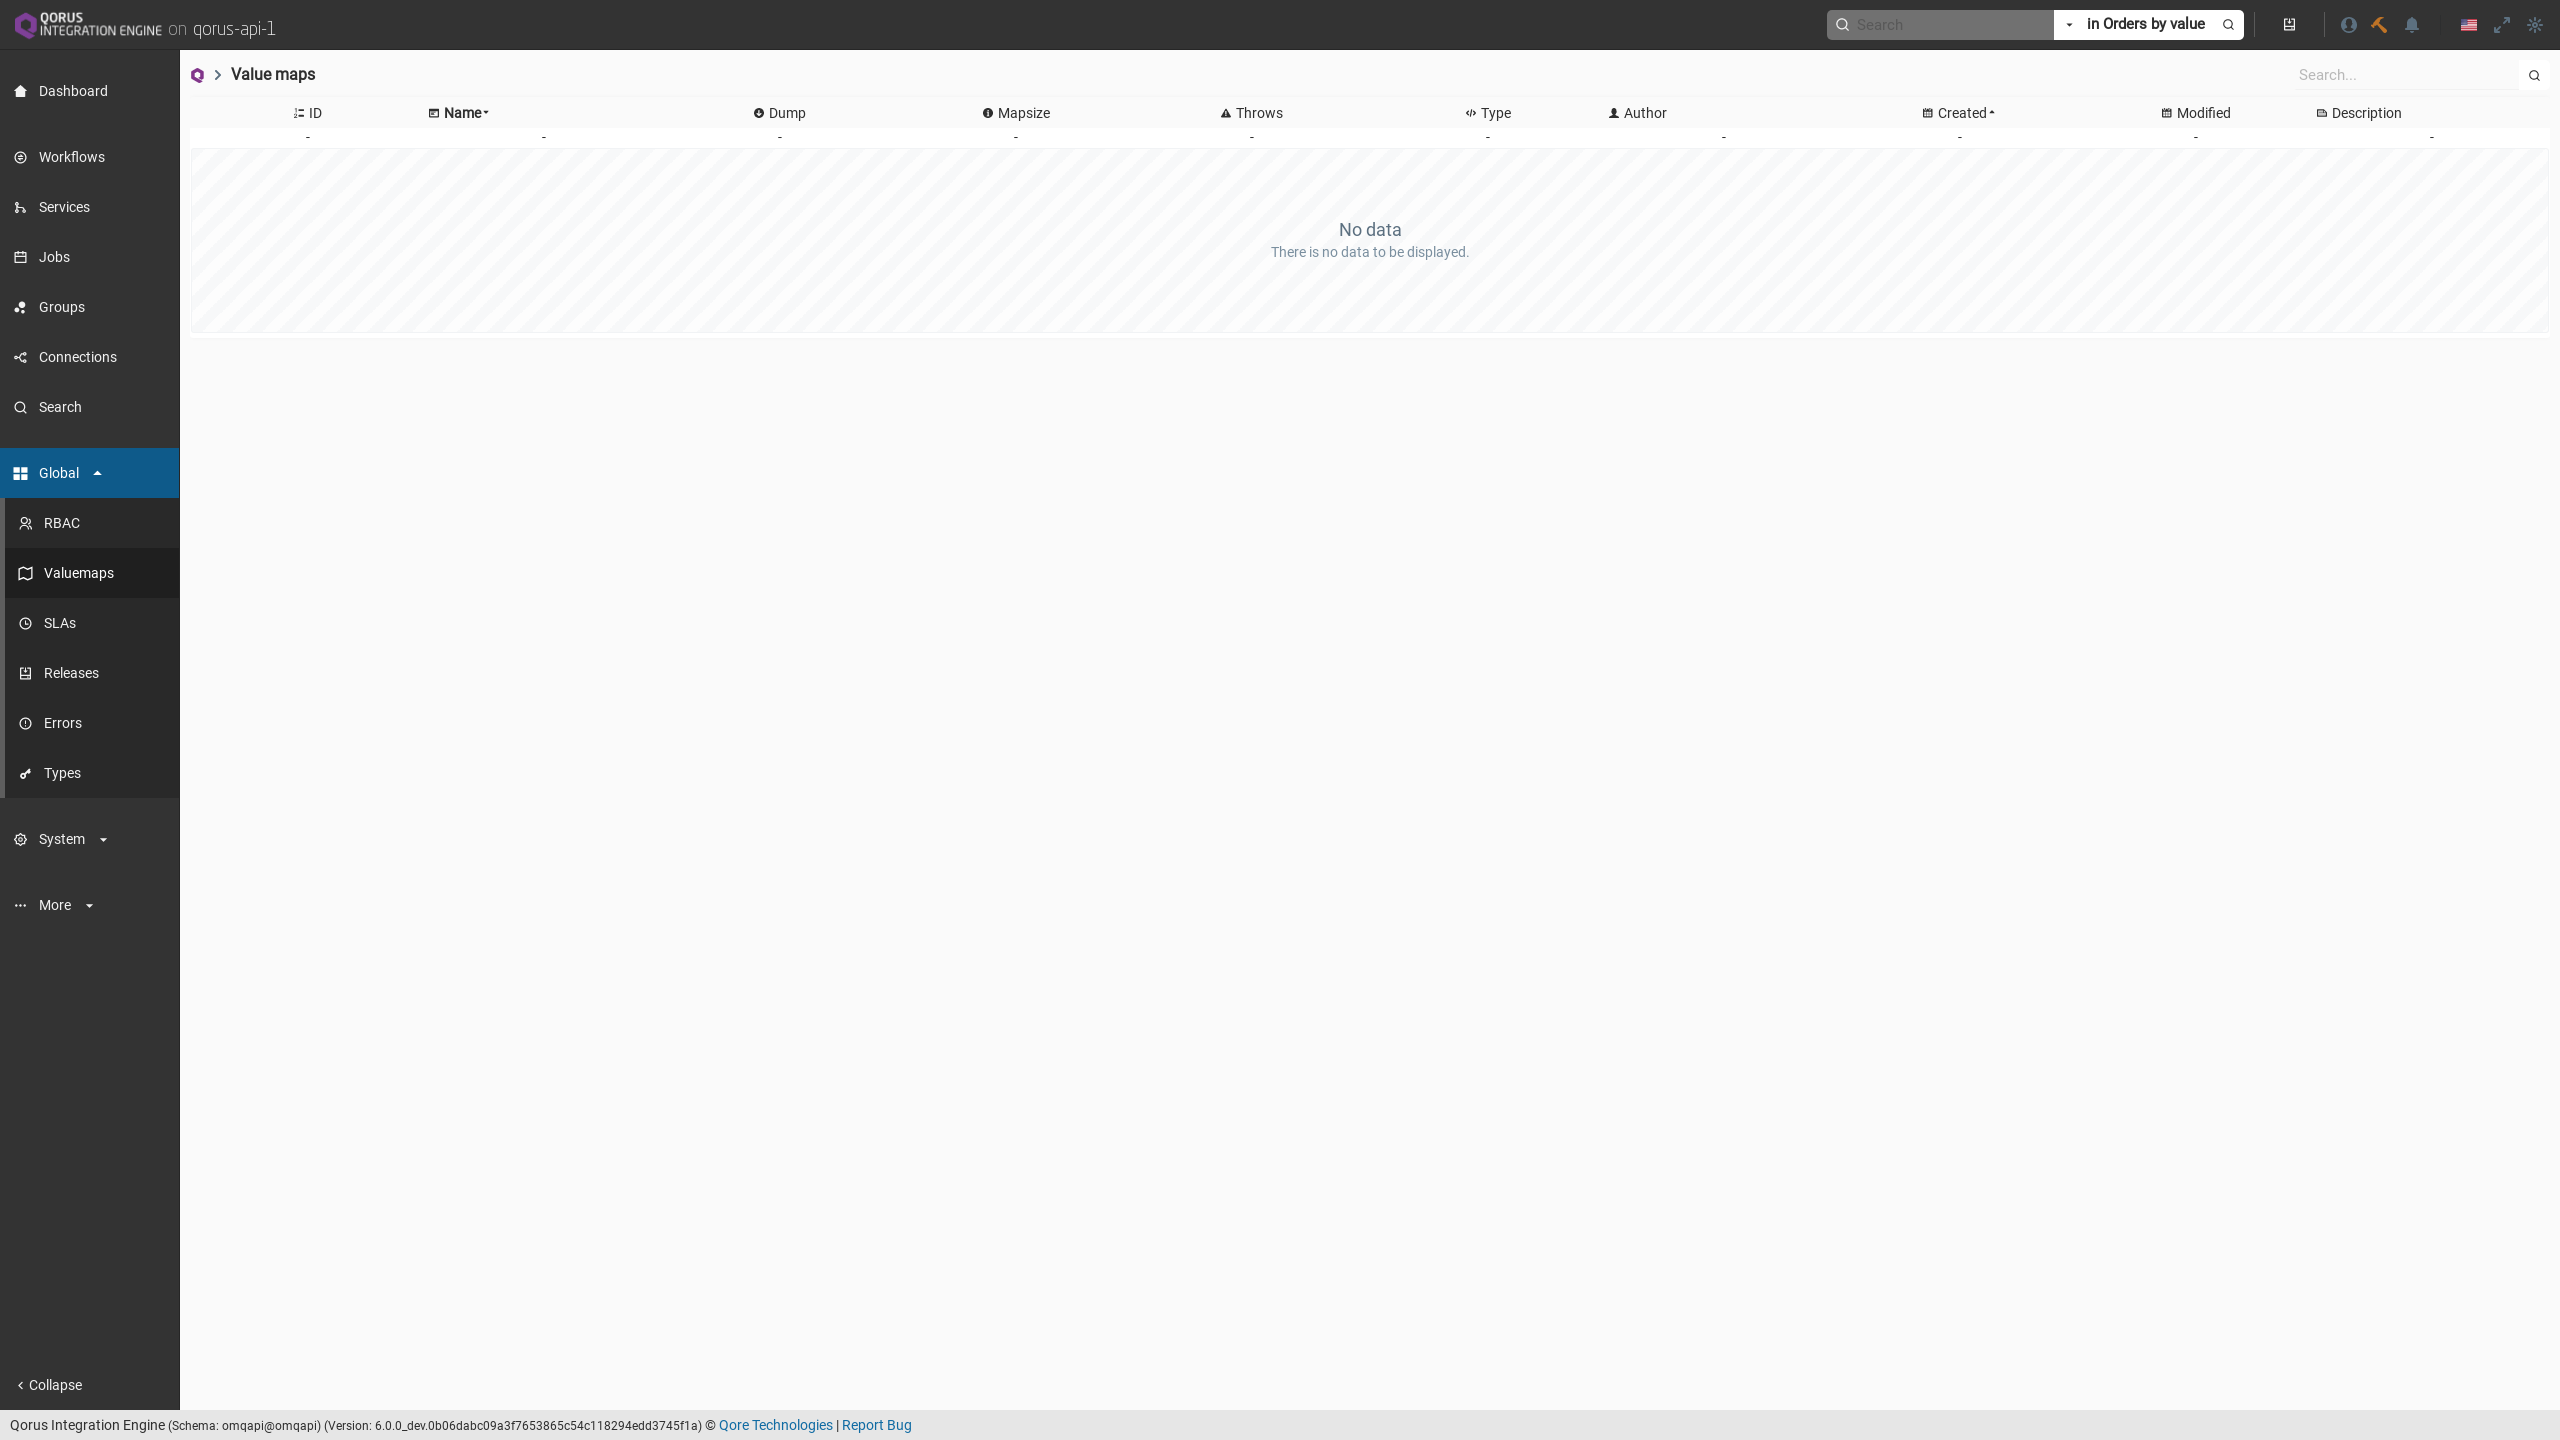 QORUS
INTEGRATION ENGINE on qorus-api-1
Search
in Orders by value
Dashboard
Workflows
Services
Jobs
Groups
Connections
Search
Global
RBAC
Valuemaps
SLAs
Releases
Errors
Types
System
More
Collapse
Value maps
Search...
ID Name Dump Mapsize Throws Type Author Created Modified Description
- - - - - - - - - -
No data
There is no data to be displayed.
Qorus Integration Engine (Schema: omqapi@omqapi) (Version: 6.0.0_dev.0b06dabc09a3f7653865c54c118294edd3745f1a) © Qore Technologies | Report Bug